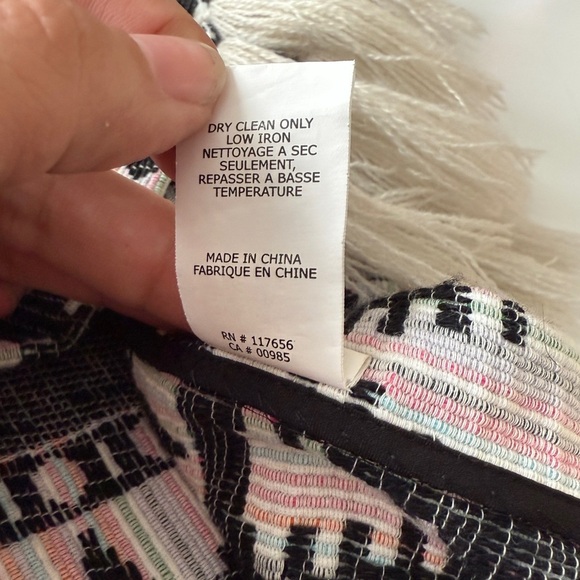 DRY CLEAN ONLY
LOW IRON
NETTOYAGE A SEC
SEULEMENT,
REPASSER A BASSE
TEMPERATURE
MADE IN CHINA
FABRIQUE EN CHINE
RN # 117656
CA # 00985